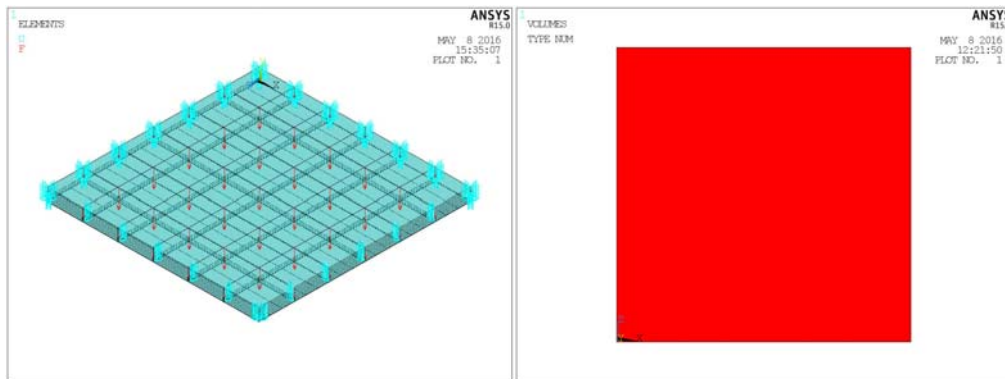 1
ELEMENTS
U
F
ANSYS
R15.0
MAY 8 2016
15:35:07
PLOT NO. 1
X
1
VOLUMES
TYPE NUM
ANSYS
R15.0
MAY 8 2016
12:21:50
PLOT NO. 1
X